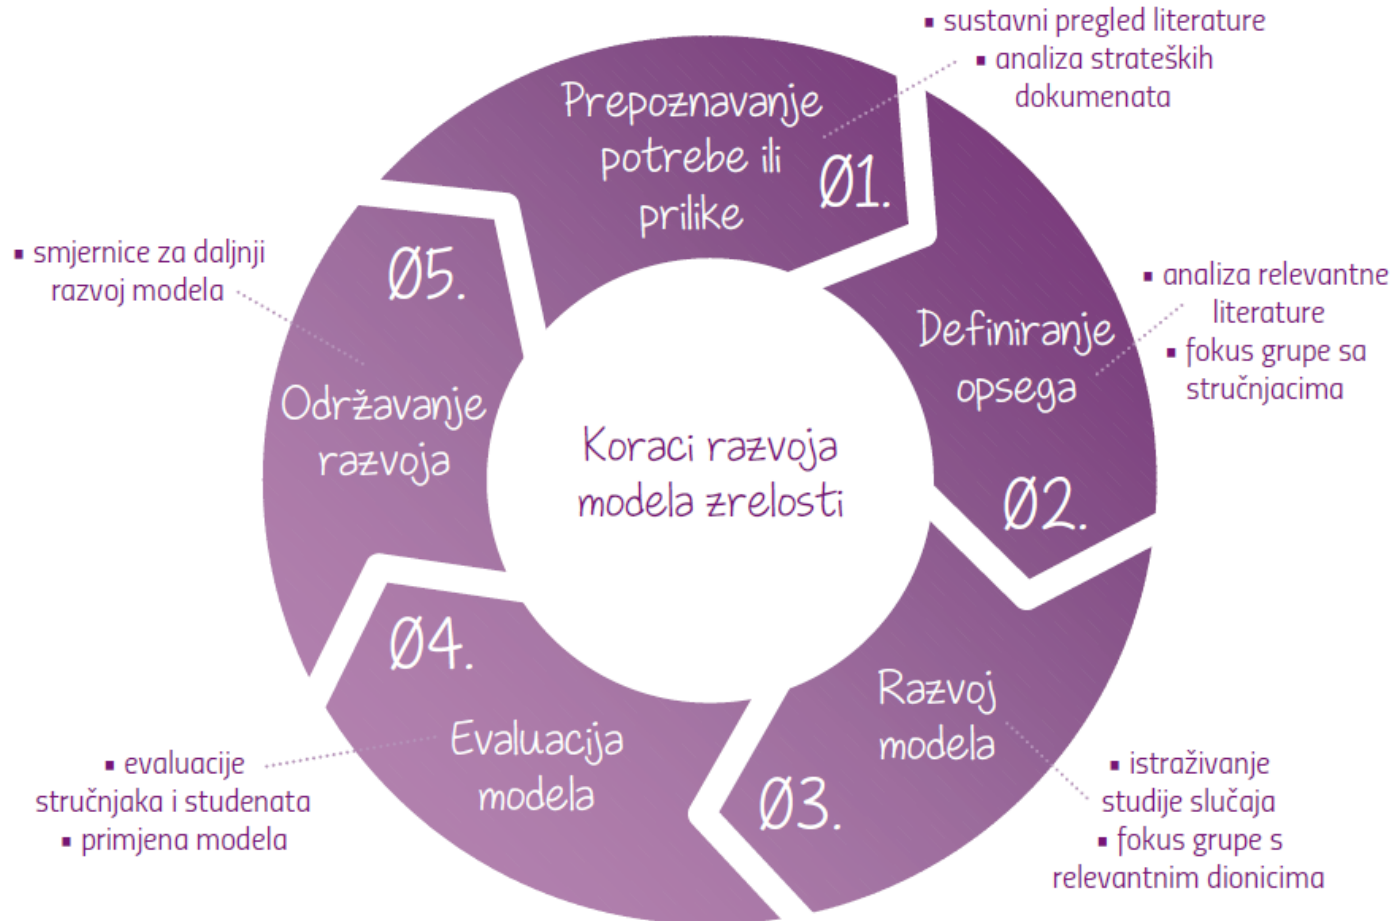 ▪ sustavni pregled literature
▪ analiza strateških
dokumenata
Prepoznavanje
potrebe ili
prilike
Ø1.
▪ analiza relevantne
literature
▪ fokus grupe sa
stručnjacima
Definiranje
opsega
Ø2.
Razvoj
modela
Ø3.
▪ istraživanje
studije slučaja
▪ fokus grupe s
relevantnim dionicima
Ø4.
Evaluacija
modela
▪ evaluacije
stručnjaka i studenata
▪ primjena modela
Ø5.
Održavanje
razvoja
▪ smjernice za daljnji
razvoj modela
Koraci razvoja
modela zrelosti